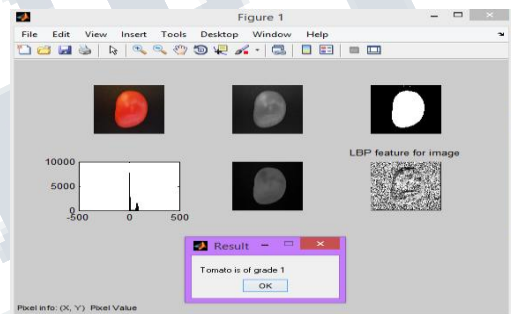 Figure 1
File Edit View Insert Tools Desktop Window Help
LBP feature for image
10000
5000
0
-500 0 500
Result
Tomato is of grade 1
OK
Pixel info: (X, Y) Pixel Value